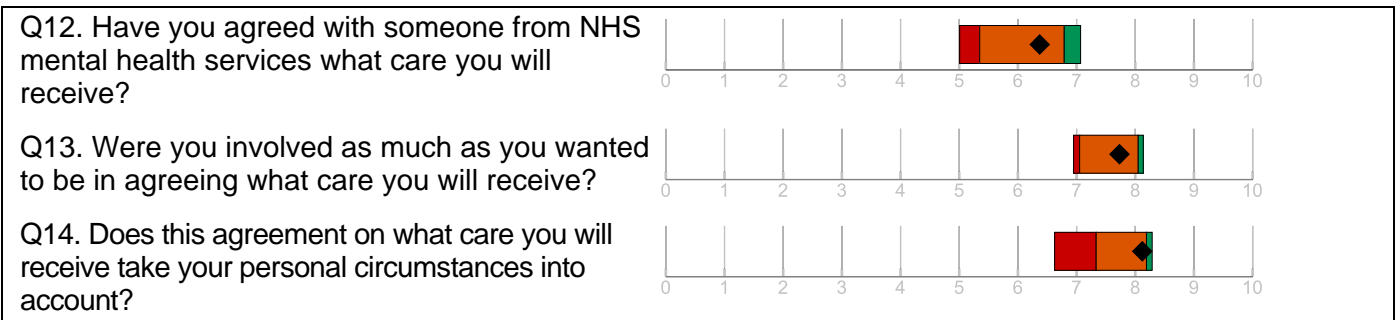 Q12. Have you agreed with someone from NHS
mental health services what care you will
receive?
0 1 2 3 4 5 6 7 8 9 10
Q13. Were you involved as much as you wanted
to be in agreeing what care you will receive?
0 1 2 3 4 5 6 7 8 9 10
Q14. Does this agreement on what care you will
receive take your personal circumstances into
account?
0 1 2 3 4 5 6 7 8 9 10